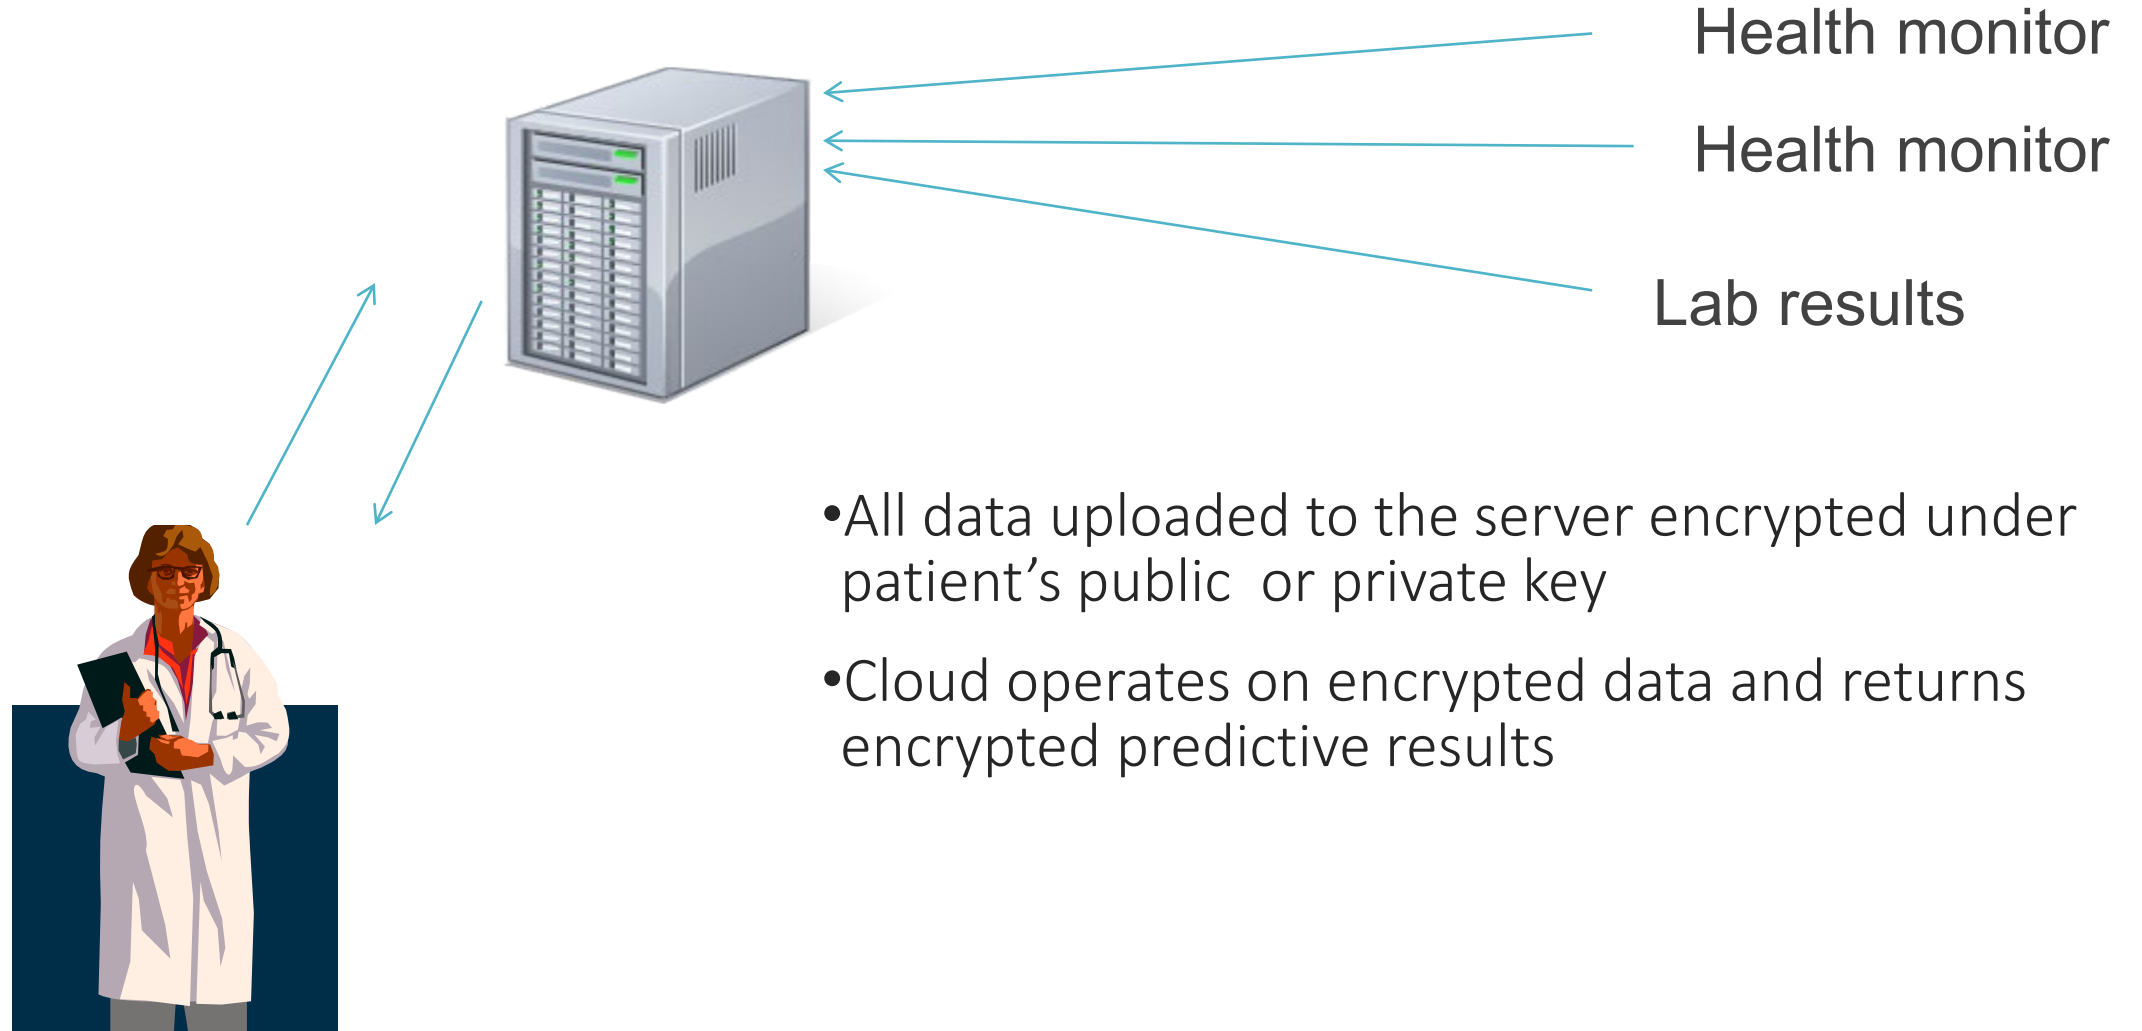 Health monitor
Health monitor
Lab results
•All data uploaded to the server encrypted under
patient’s public  or private key
•Cloud operates on encrypted data and returns
encrypted predictive results